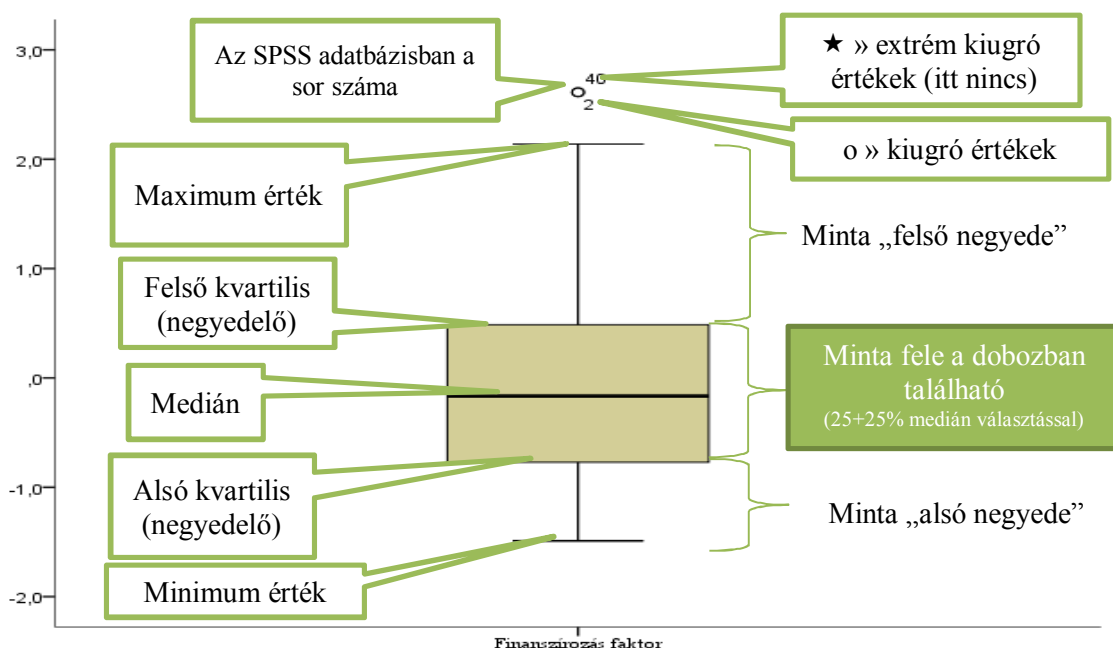 3,0
2,0
1,0
,0
-1,0
-2,0
Az SPSS adatbázisban a
sor száma
★ » extrém kiugró
értékek (itt nincs)
40
2
o » kiugró értékek
Maximum érték
Minta „felső negyede”
Felső kvartilis
(negyedelő)
Medián
Minta fele a dobozban
található
(25+25% medián választással)
Alsó kvartilis
(negyedelő)
Minta „alsó negyede”
Minimum érték
Finanszírozás faktor